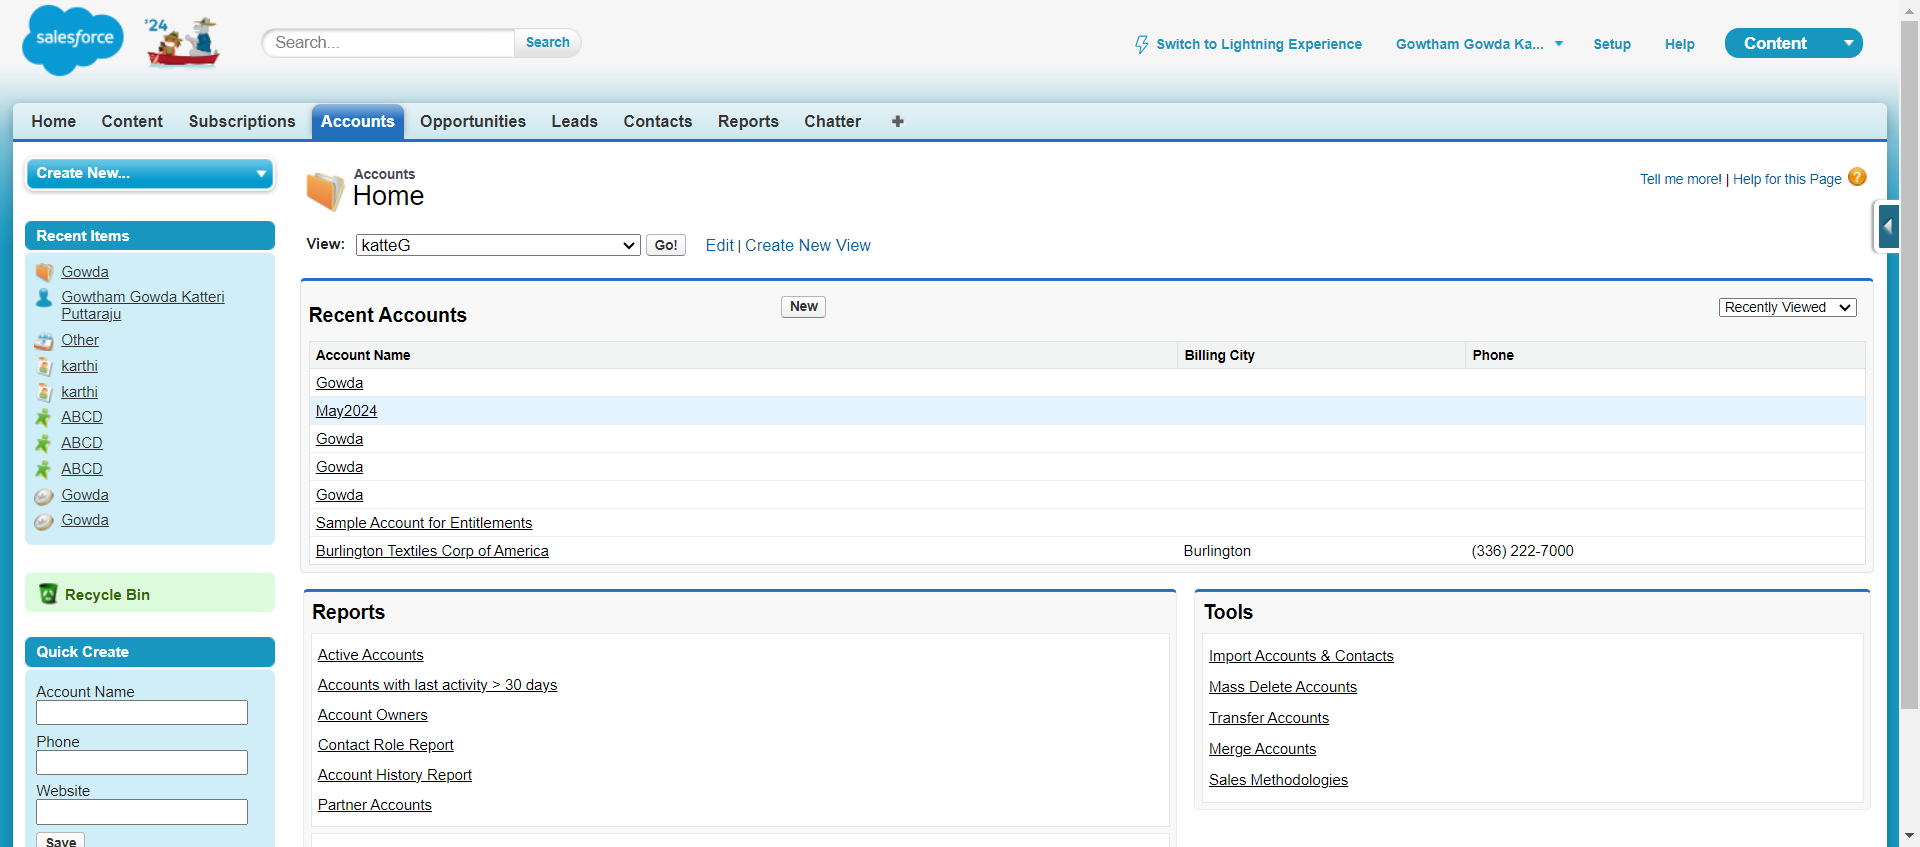 salesforce
'24
Search...
Search
Switch to Lightning Experience
Gowtham Gowda Ka...
Setup
Help
Content
Home
Content
Subscriptions
Accounts
Opportunities
Leads
Contacts
Reports
Chatter
+
Create New...
Recent Items
Gowda
Gowtham Gowda Katteri
Puttaraju
Other
karthi
karthi
ABCD
ABCD
ABCD
Gowda
Gowda
Recycle Bin
Quick Create
Account Name
Phone
Website
Save
Accounts
Home
Tell me more! | Help for this Page ?
View: katteG Go! Edit | Create New View
Recent Accounts
New
Recently Viewed
Account Name Billing City Phone
Gowda
May2024
Gowda
Gowda
Gowda
Sample Account for Entitlements
Burlington Textiles Corp of America Burlington (336) 222-7000
Reports
Active Accounts
Accounts with last activity > 30 days
Account Owners
Contact Role Report
Account History Report
Partner Accounts
Tools
Import Accounts & Contacts
Mass Delete Accounts
Transfer Accounts
Merge Accounts
Sales Methodologies